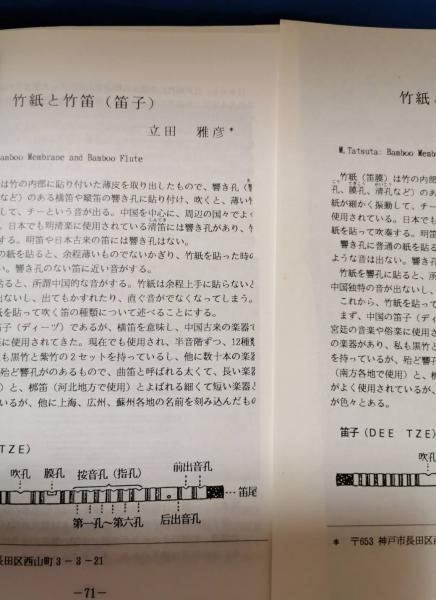 竹紙と竹笛（笛子）
立田　雅彦*
amboo Membrane and Bamboo Flute
は竹の内部に貼り付いた薄皮を取り出したもので、響き孔（
など）のある横笛や縦笛の響き孔に貼り付け、吹くと、薄い
して、チーという音が出る。中国を中心に、周辺の国々でよ
。日本でも明清楽に使用されている清笛には響き孔があり、
する。明笛や日本古来の笛には響き孔はない。
の紙を貼ると、余程薄いものでないかぎり、竹紙を貼った時の
い。響き孔のない笛に近い音がする。
貼ると、所謂中国的な音がする。竹紙は余程上手に貼らないと
出ないし、出てもかすれたり、直ぐ音がでなくなってしまう。
紙を貼って吹く笛の種類について述べることにする。
笛子（ディーヅ）であるが、横笛を意味し、中国古来の楽器で
に使用されてきた。現在でも使用され、半音階ずつ、12種類
も黒竹と紫竹の２セットを持っているし、他に数十本の楽器
殆ど響孔があるもので、曲笛と呼ばれる太くて、長い楽器
）と、梆笛（河北地方で使用）とよばれる細くて短い楽器と
いるが、他に上海、広州、蘇州各地の名前を刻み込んだもの
TZE）
前出音孔
吹孔　膜孔　按音孔（指孔）
…笛尾
第一孔～第六孔　后出音孔
長田区西山町３－３－21
－71－
竹紙
M.Tatsuta: Bamboo Membr
竹紙（笛膜）は竹の内
孔、膜孔、清孔など）のあ
紙が細かく振動して、チー
使用されている。日本でも
紙を貼って吹奏する。明笛
響き孔に普通の紙を貼る
ような音は出ない。響き孔
竹紙を響孔に貼ると、所
中国独特の音が出ないし、出
これから、竹紙を貼って
まず、中国の笛子（ディ
宮廷の音楽や俗楽に使用さ
の楽器があり、私も黒竹と
を持っているが、殆ど響孔
（南方各地で使用）と、梆
がよく使用されているが、
が色々とある。
笛子（DEE　TZE）
吹孔
*　〒653 神戸市長田区西